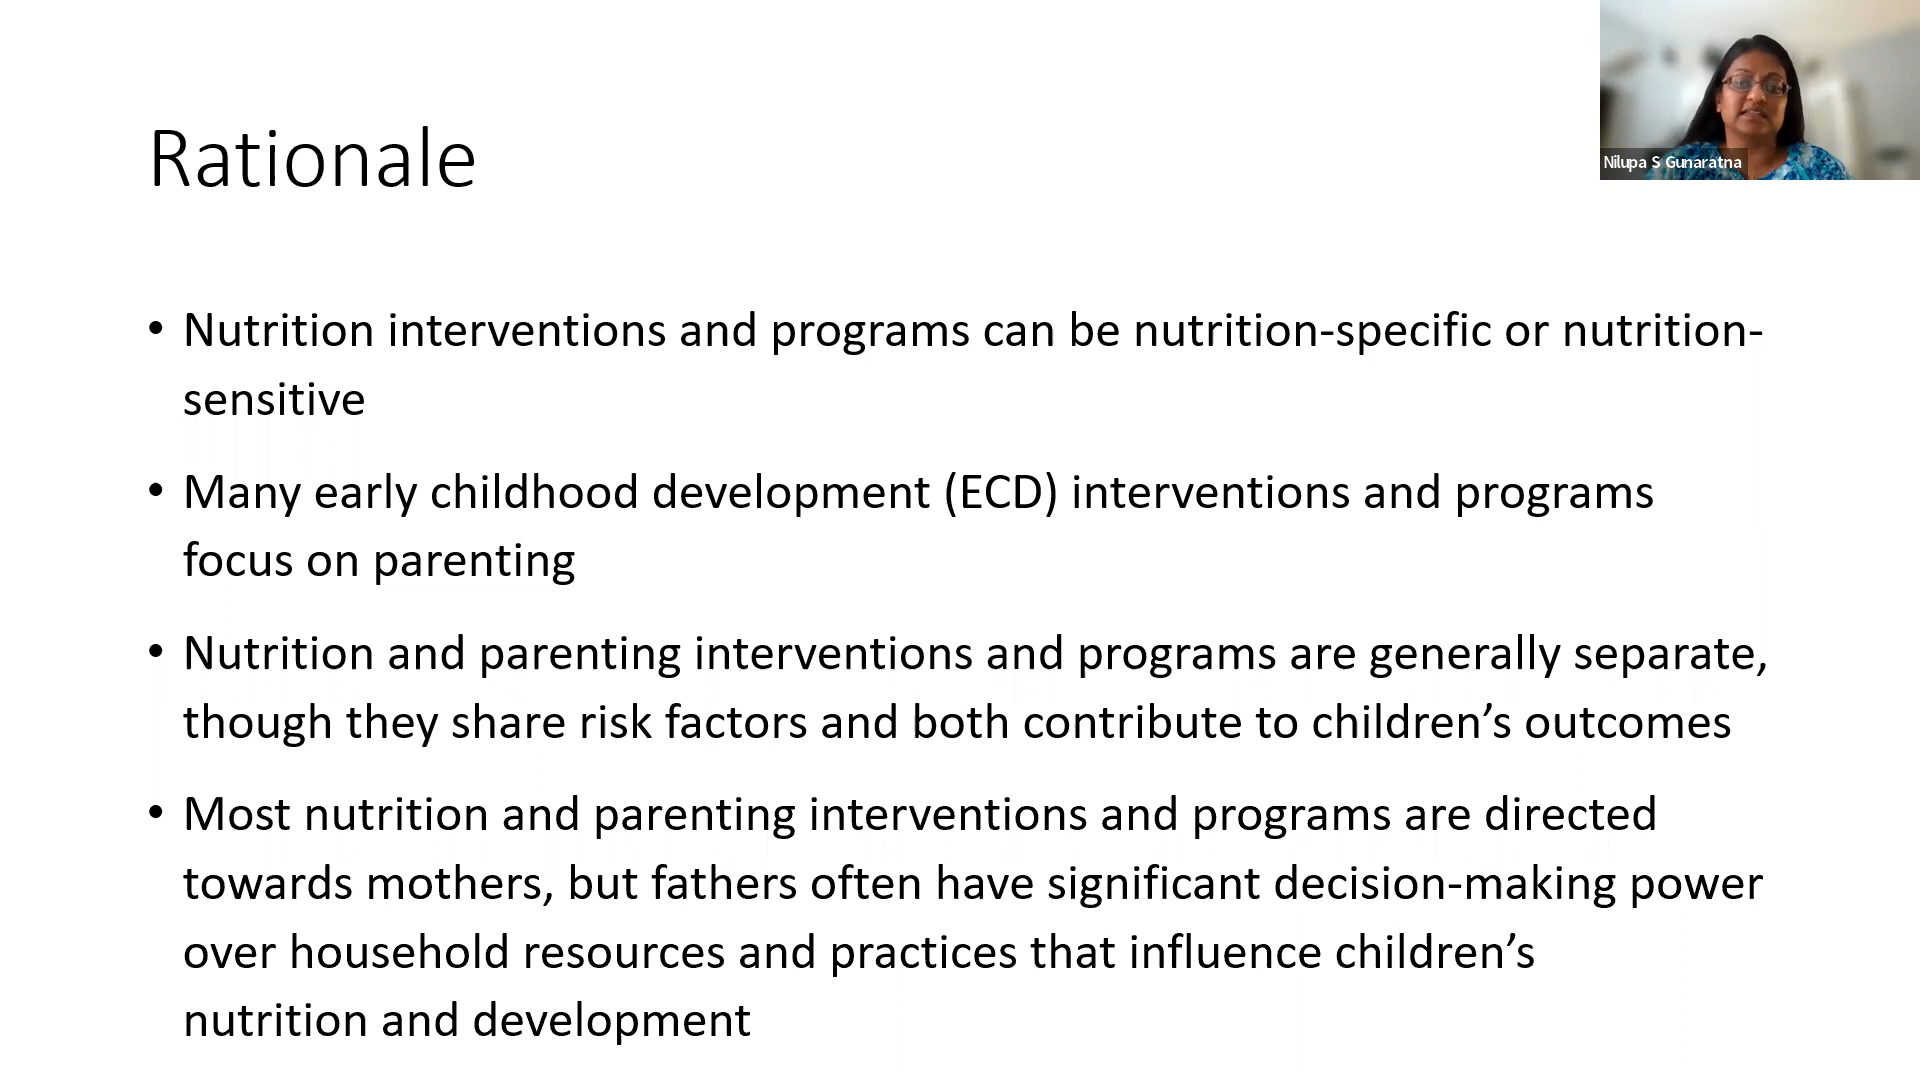 Nilupa S Gunaratna
Rationale
• Nutrition interventions and programs can be nutrition-specific or nutrition-
sensitive
• Many early childhood development (ECD) interventions and programs
focus on parenting
• Nutrition and parenting interventions and programs are generally separate,
though they share risk factors and both contribute to children’s outcomes
• Most nutrition and parenting interventions and programs are directed
towards mothers, but fathers often have significant decision-making power
over household resources and practices that influence children’s
nutrition and development